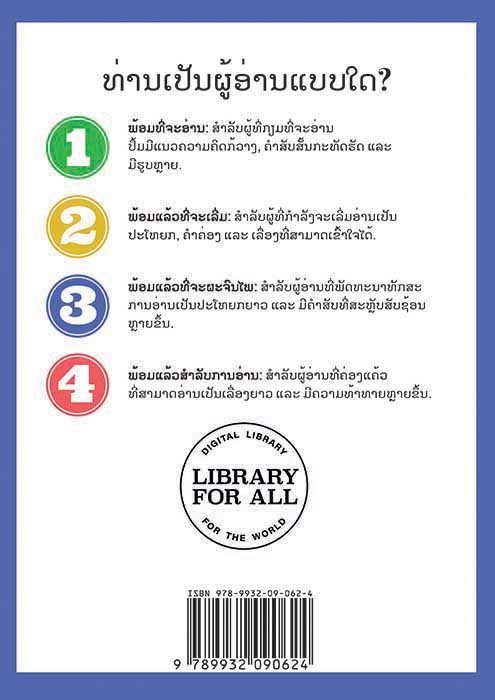 ທ່ານເປັນຜູ້ອ່ານແບບໃດ?
1
ພ້ອມທີ່ຈະອ່ານ: ສຳລັບຜູ້ທີ່ກຽມທີ່ຈະອ່ານ
ປຶ້ມມີແນວຄວາມຄິດກ້ວາງ, ຄຳສັບສັ້ນກະທັດຮັດ ແລະ
ມີຮູບຫຼາຍ.
2
ພ້ອມແລ້ວທີ່ຈະເລີ່ມ: ສຳລັບຜູ້ທີ່ກຳລັງຈະເລີ່ມອ່ານເປັນ
ປະໂຫຍກ, ຄຳຄ່ອງ ແລະ ເລື່ອງທີ່ສາມາດເຂົ້າໃຈໄດ້.
3
ພ້ອມແລ້ວທີ່ຈະຜະຈົນໄພ: ສຳລັບຜູ້ອ່ານທີ່ພັດທະນາທັກສະ
ການອ່ານເປັນປະໂຫຍກຍາວ ແລະ ມີຄຳສັບທີ່ສະຫຼັບສັບຊ້ອນ
ຫຼາຍຂຶ້ນ.
4
ພ້ອມແລ້ວສຳລັບການອ່ານ: ສຳລັບຜູ້ອ່ານທີ່ຄ່ອງແຄ້ວ
ທີ່ສາມາດອ່ານເປັນເລື່ອງຍາວ ແລະ ມີຄວາມທ້າທາຍຫຼາຍຂຶ້ນ.
DIGITAL LIBRARY
LIBRARY
FOR ALL
FOR THE WORLD
ISBN 978-9932-09-062-4
9 789932 090624